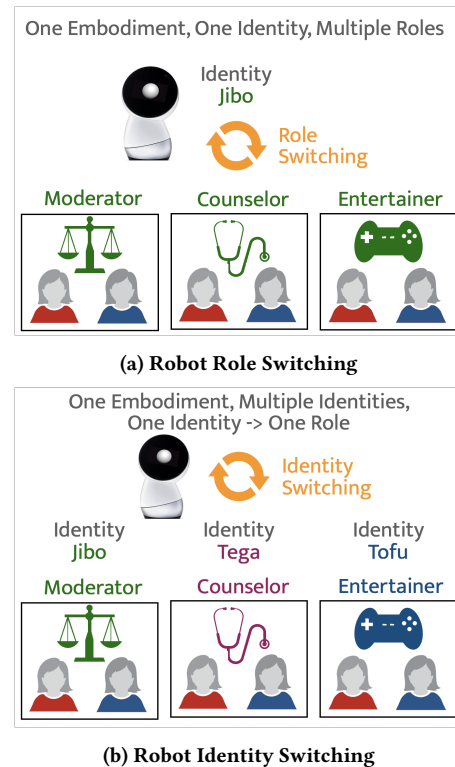 One Embodiment, One Identity, Multiple Roles
Identity
Jibo
Role
Switching
Moderator
Counselor
Entertainer
(a) Robot Role Switching
One Embodiment, Multiple Identities,
One Identity -> One Role
Identity
Switching
Identity
Jibo
Identity
Tega
Identity
Tofu
Moderator
Counselor
Entertainer
(b) Robot Identity Switching